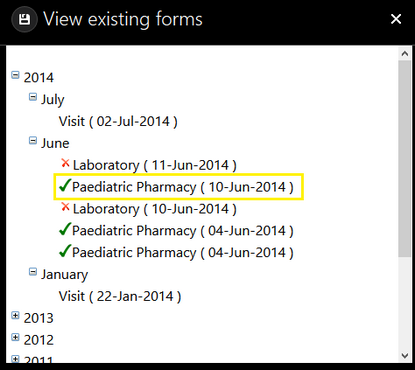 View existing forms
2014
July
Visit ( 02-Jul-2014 )
June
Laboratory ( 11-Jun-2014 )
Paediatric Pharmacy ( 10-Jun-2014 )
Laboratory ( 10-Jun-2014 )
Paediatric Pharmacy ( 04-Jun-2014 )
Paediatric Pharmacy ( 04-Jun-2014 )
January
Visit ( 22-Jan-2014 )
2013
2012
2011